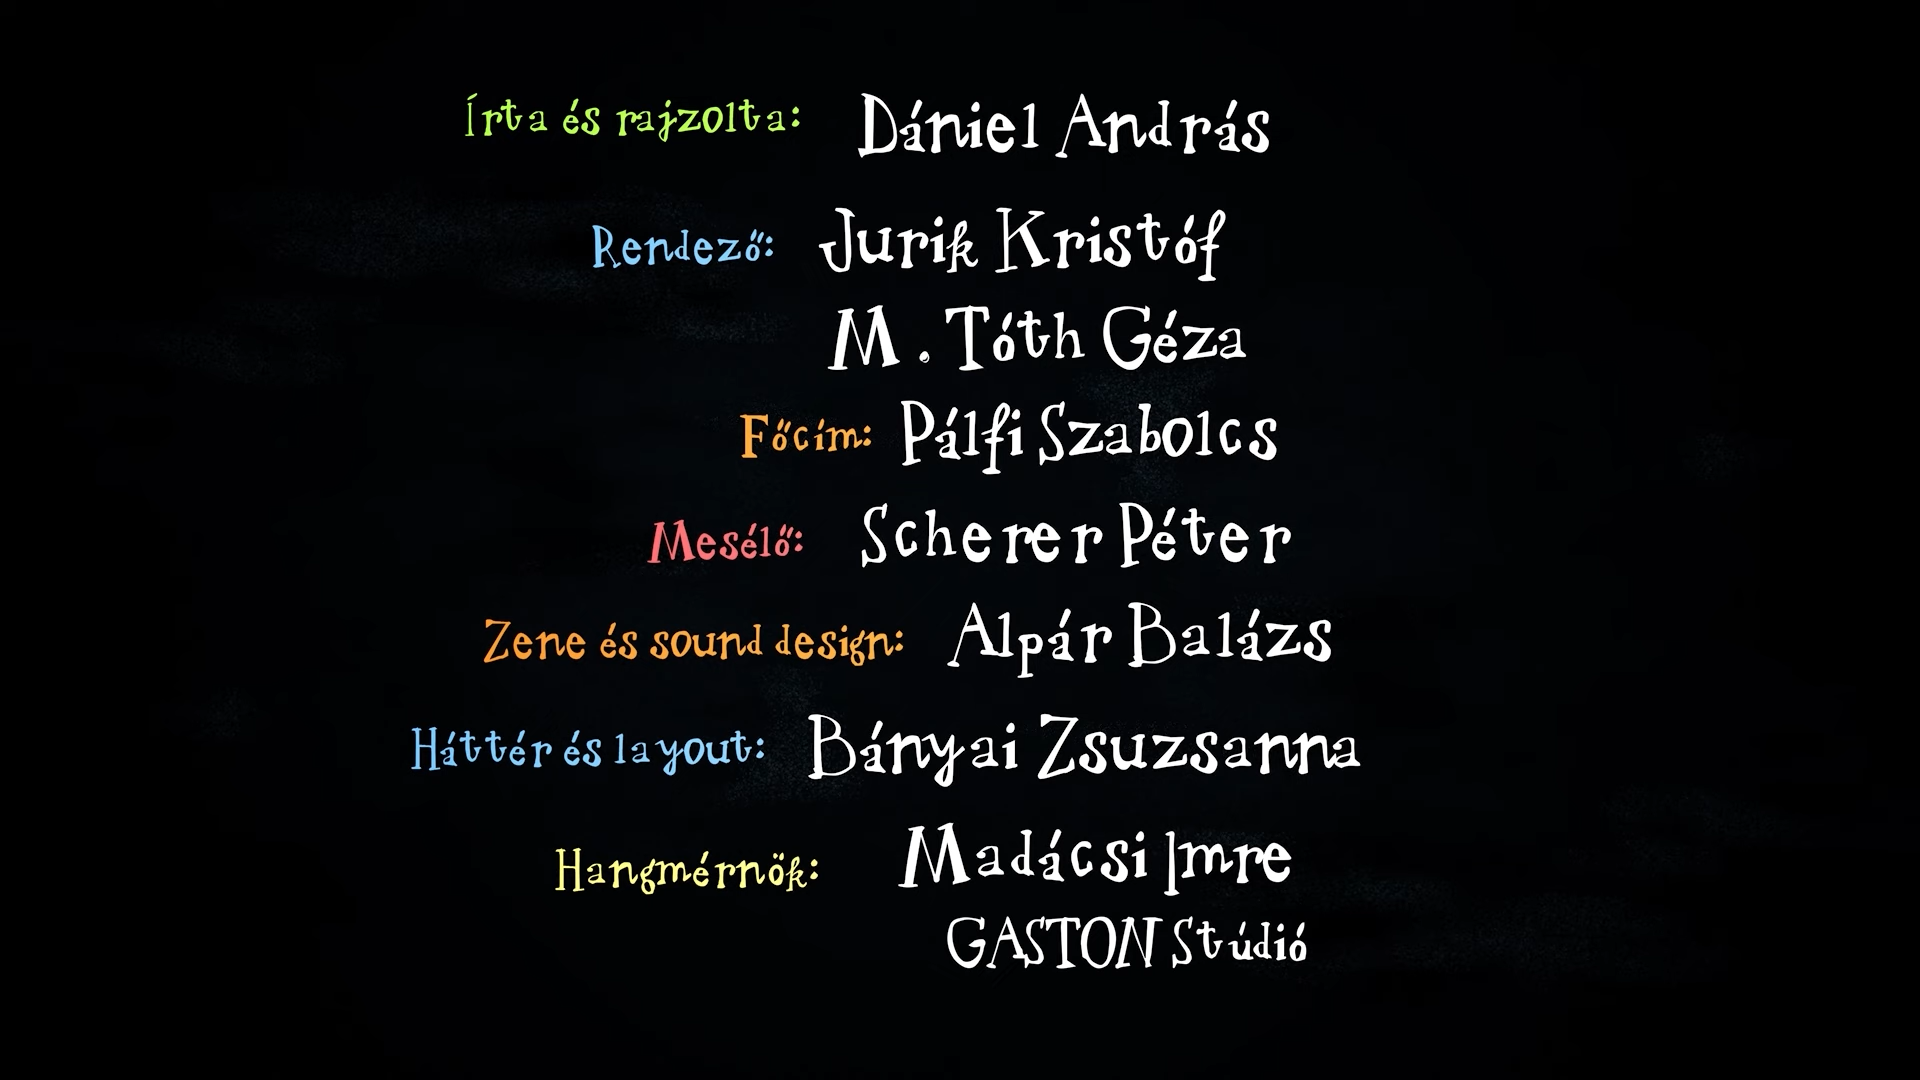 Írta és rajzolta: Dániel András
Rendező: Jurik Kristóf
M. Tóth Géza
Főcím: Pálfi Szabolcs
Mesélő: Scherer Péter
Zene és sound design: Alpár Balázs
Háttér és layout: Bányai Zsuzsanna
Hangmérnök: Madácsi Imre
GASTON Stúdió